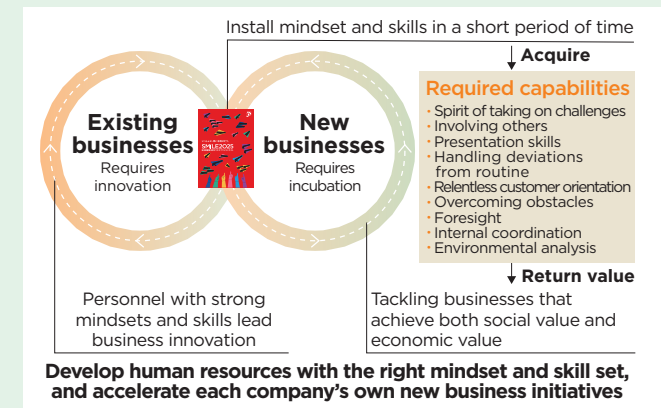 Install mindset and skills in a short period of time
Acquire
Required capabilities
・Spirit of taking on challenges
・Involving others
・Presentation skills
・Handling deviations
from routine
・Relentless customer orientation
・Overcoming obstacles
・Foresight
・Internal coordination
・Environmental analysis
Return value
Existing
businesses
Requires
innovation
SMILE2025
New
businesses
Requires
incubation
Personnel with strong
mindsets and skills lead
business innovation
Tackling businesses that
achieve both social value and
economic value
Develop human resources with the right mindset and skill set,
and accelerate each company's own new business initiatives